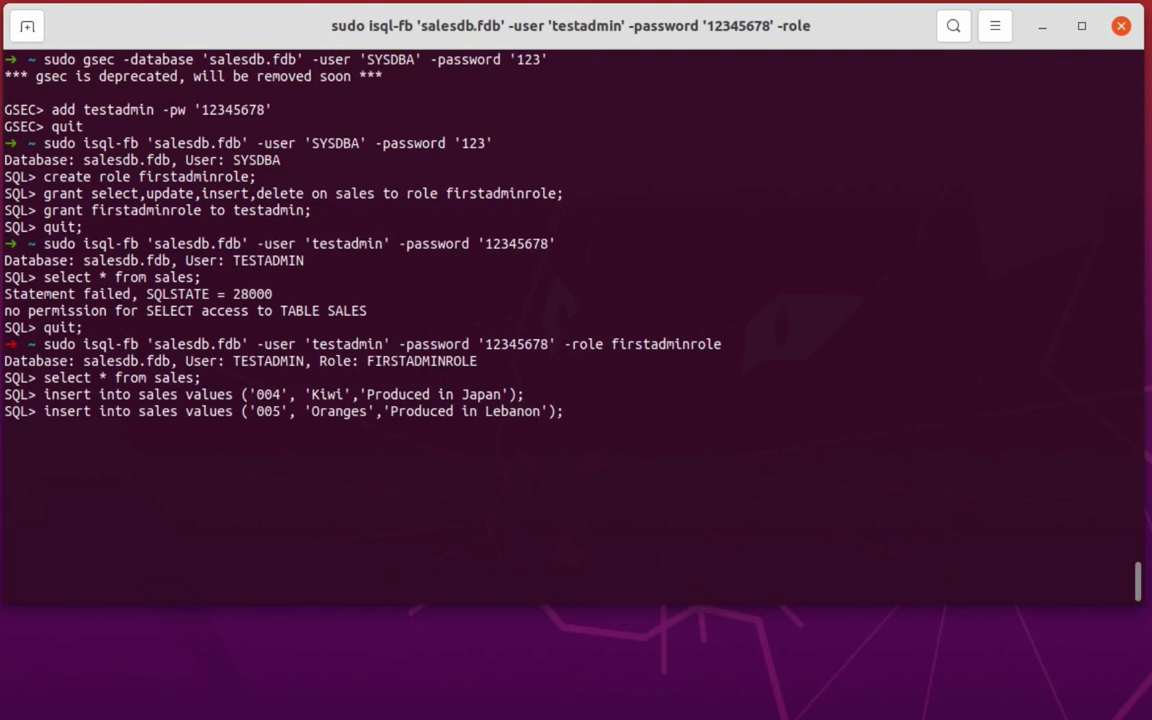 sudo isql-fb 'salesdb.fdb' -user 'testadmin' -password '12345678' -role
→ ~ sudo gsec -database 'salesdb.fdb' -user 'SYSDBA' -password '123'
*** gsec is deprecated, will be removed soon ***
GSEC> add testadmin -pw '12345678'
GSEC> quit
→ ~ sudo isql-fb 'salesdb.fdb' -user 'SYSDBA' -password '123'
Database: salesdb.fdb, User: SYSDBA
SQL> create role firstadminrole;
SQL> grant select,update,insert,delete on sales to role firstadminrole;
SQL> grant firstadminrole to testadmin;
SQL> quit;
→ ~ sudo isql-fb 'salesdb.fdb' -user 'testadmin' -password '12345678'
Database: salesdb.fdb, User: TESTADMIN
SQL> select * from sales;
Statement failed, SQLSTATE = 28000
no permission for SELECT access to TABLE SALES
SQL> quit;
→ ~ sudo isql-fb 'salesdb.fdb' -user 'testadmin' -password '12345678' -role firstadminrole
Database: salesdb.fdb, User: TESTADMIN, Role: FIRSTADMINROLE
SQL> select * from sales;
SQL> insert into sales values ('004', 'Kiwi','Produced in Japan');
SQL> insert into sales values ('005', 'Oranges','Produced in Lebanon');